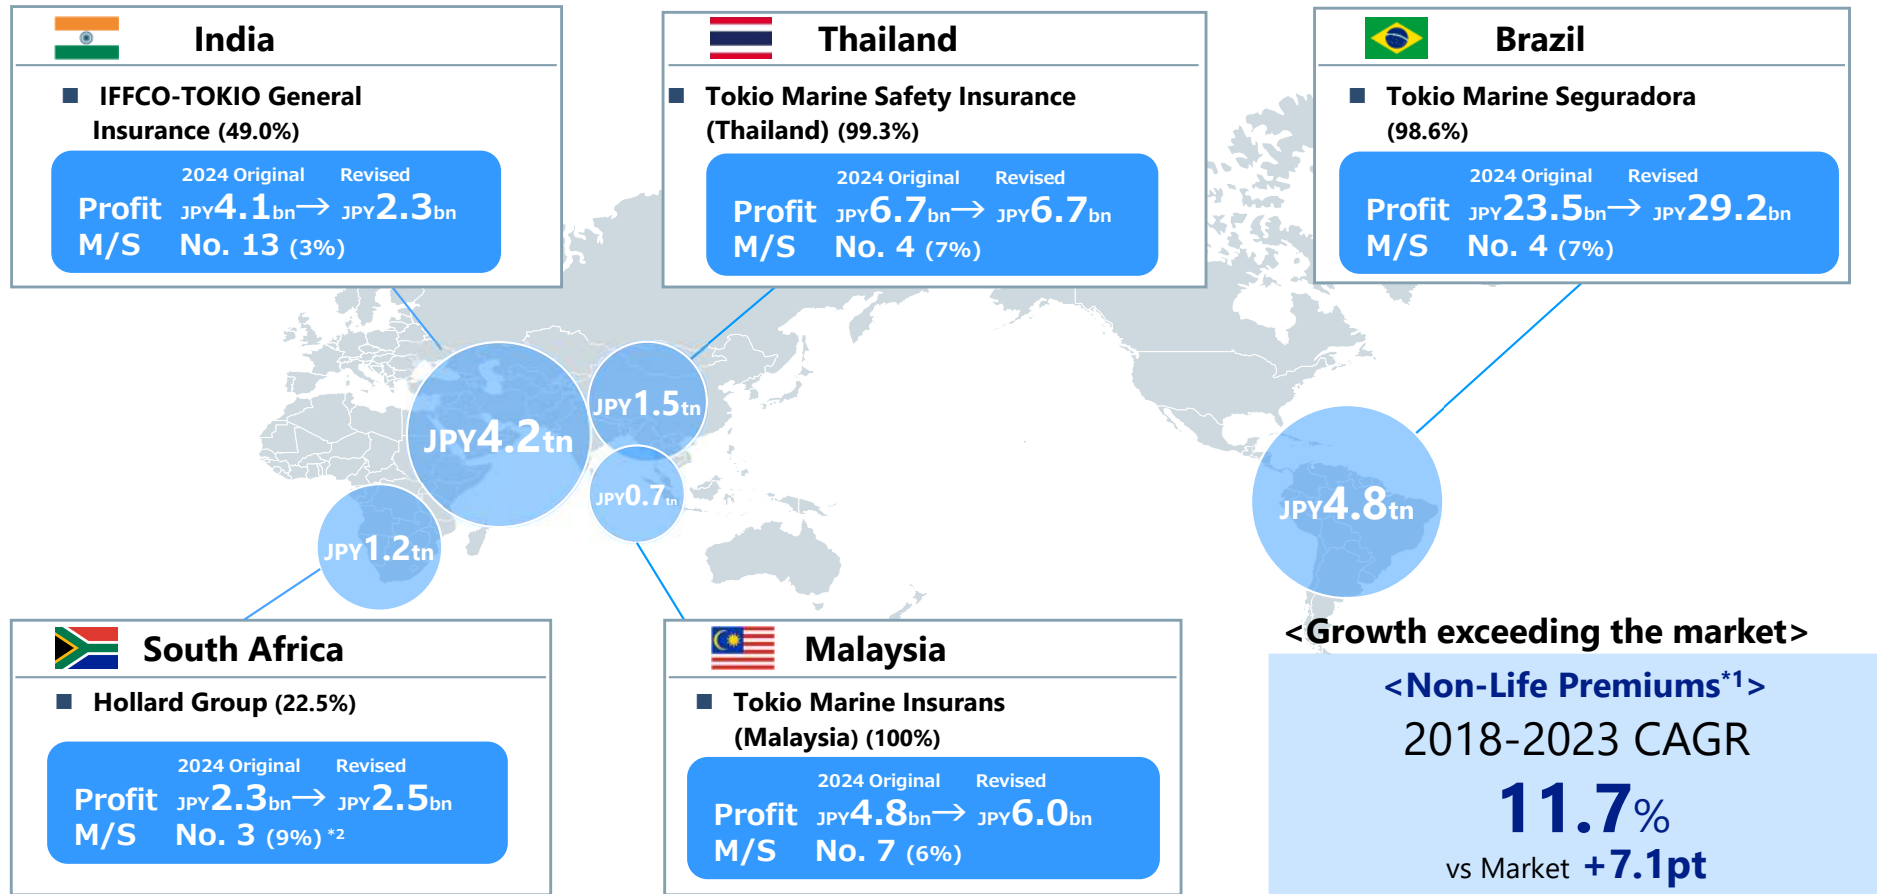 India
■ IFFCO-TOKIO General
Insurance (49.0%)
2024 Original Revised
Profit JPY4.1bn→ JPY2.3bn
M/S No. 13 (3%)
Thailand
■ Tokio Marine Safety Insurance
(Thailand) (99.3%)
2024 Original Revised
Profit JPY6.7bn→ JPY6.7bn
M/S No. 4 (7%)
Brazil
■ Tokio Marine Seguradora
(98.6%)
2024 Original Revised
Profit JPY23.5bn→ JPY29.2bn
M/S No. 4 (7%)
JPY4.2tn
JPY1.5tn
JPY0.7tn
JPY1.2tn
JPY4.8tn
South Africa
■ Hollard Group (22.5%)
2024 Original Revised
Profit JPY2.3bn→ JPY2.5bn
M/S No. 3 (9%) *2
Malaysia
■ Tokio Marine Insurans
(Malaysia) (100%)
2024 Original Revised
Profit JPY4.8bn→ JPY6.0bn
M/S No. 7 (6%)
<Growth exceeding the market>
<Non-Life Premiums*1>
2018-2023 CAGR
11.7%
vs Market +7.1pt